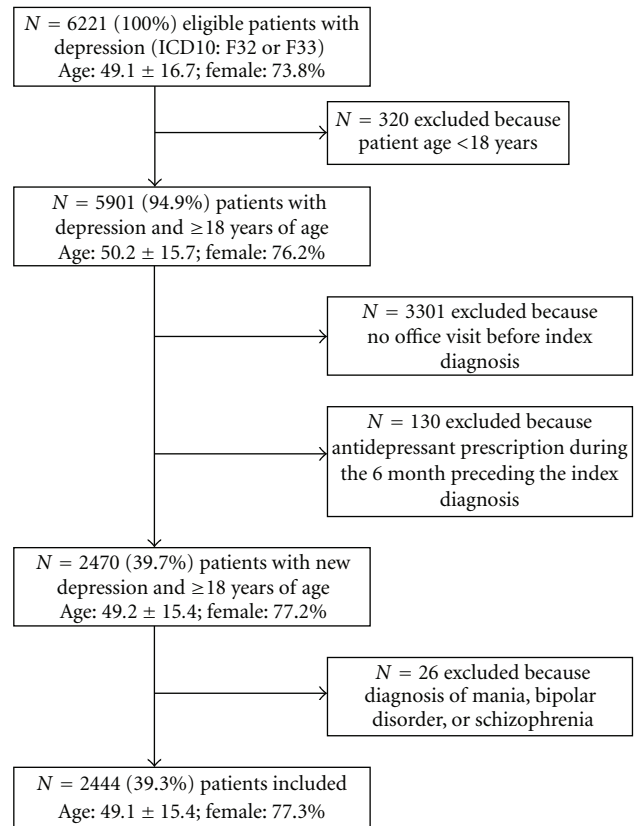 N = 6221 (100%) eligible patients with
depression (ICD10: F32 or F33)
Age: 49.1 ± 16.7; female: 73.8%
N = 320 excluded because
patient age <18 years
N = 5901 (94.9%) patients with
depression and ≥18 years of age
Age: 50.2 ± 15.7; female: 76.2%
N = 3301 excluded because
no office visit before index
diagnosis
N = 130 excluded because
antidepressant prescription during
the 6 month preceding the index
diagnosis
N = 2470 (39.7%) patients with new
depression and ≥18 years of age
Age: 49.2 ± 15.4; female: 77.2%
N = 26 excluded because
diagnosis of mania, bipolar
disorder, or schizophrenia
N = 2444 (39.3%) patients included
Age: 49.1 ± 15.4; female: 77.3%